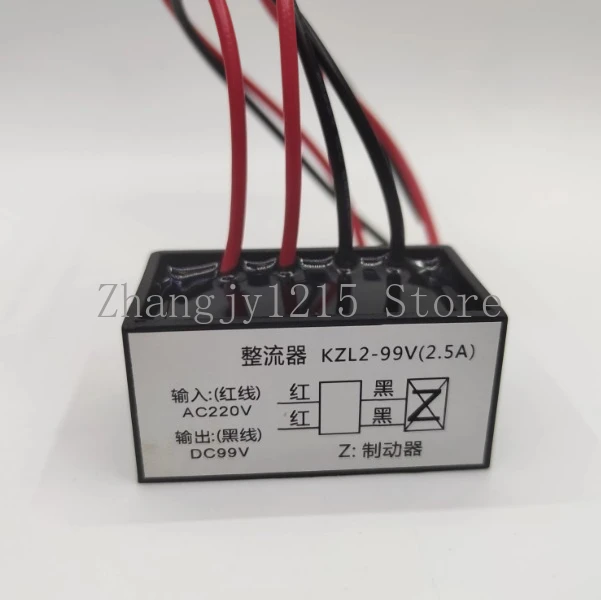 Zhangjy1215 Store
整流器 KZL2-99V(2.5A)
输入:(红线)
AC220V
输出:(黑线)
DC99V
红
红
黑
黑
Z
Z: 制动器